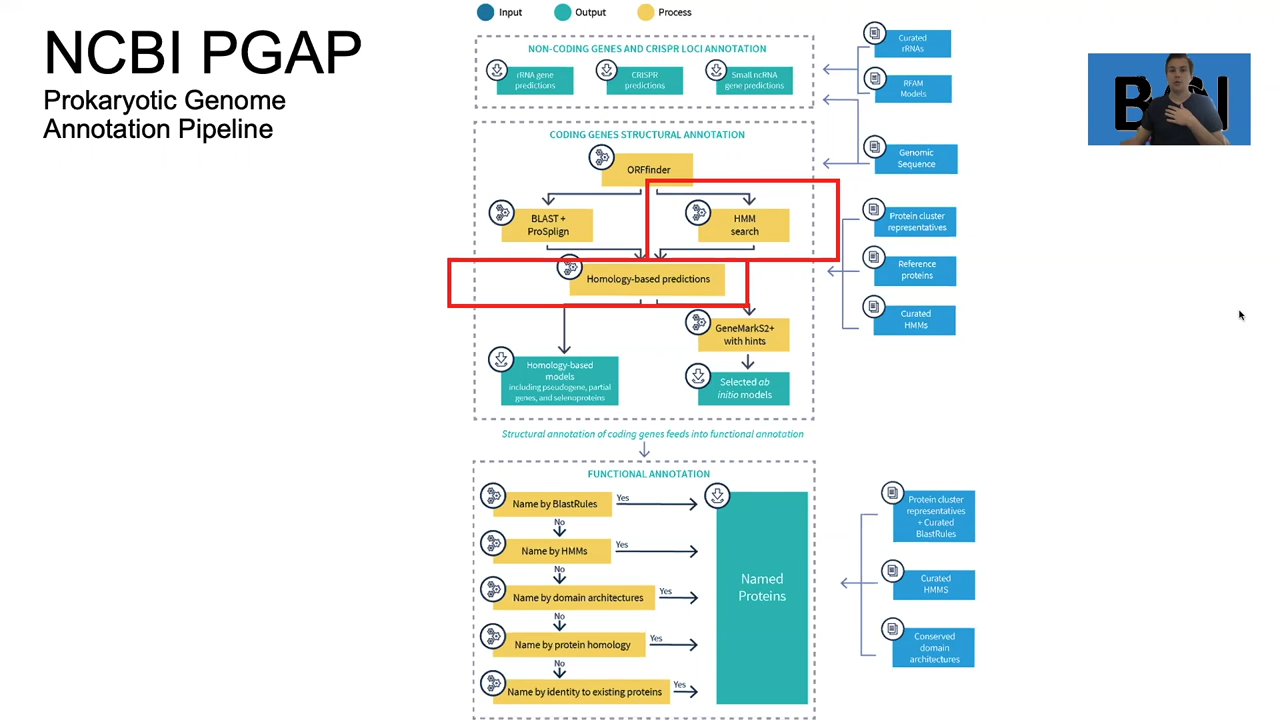 NCBI PGAP
Prokaryotic Genome
Annotation Pipeline
Input
Output
Process
NON-CODING GENES AND CRISPR LOCI ANNOTATION
rRNA gene
predictions
CRISPR
predictions
Small ncRNA
gene predictions
Curated
rRNAs
RFAM
Models
Genomic
Sequence
CODING GENES STRUCTURAL ANNOTATION
ORFfinder
BLAST +
ProSplign
HMM
search
Homology-based predictions
GeneMarkS2+
with hints
Homology-based
models
including pseudogene, partial
genes, and selenoproteins
Selected ab
initio models
Protein cluster
representatives
Reference
proteins
Curated
HMMs
Structural annotation of coding genes feeds into functional annotation
FUNCTIONAL ANNOTATION
Name by BlastRules
Yes
No
Name by HMMs
Yes
No
Name by domain architectures
Yes
No
Name by protein homology
Yes
No
Name by identity to existing proteins
Yes
Named
Proteins
Protein cluster
representatives
+ Curated
BlastRules
Curated
HMMS
Conserved
domain
architectures